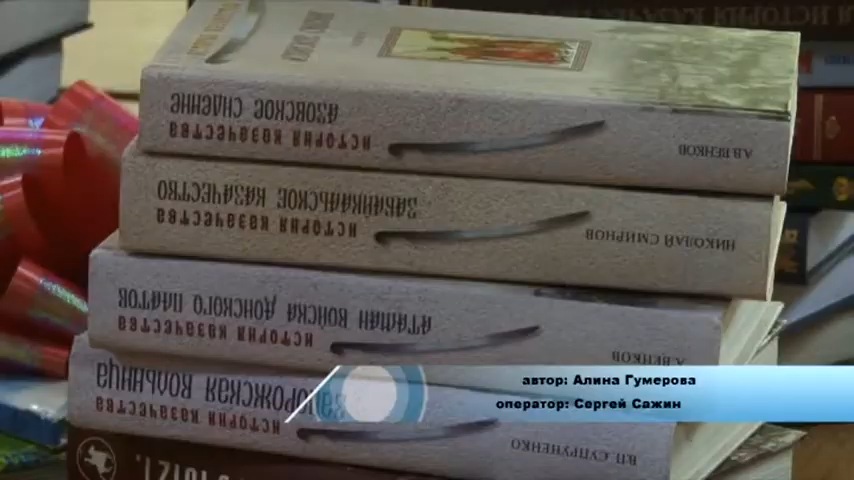 АЗОВСКОЕ СИДЕНИЕ
ИСТОРИЯ КАЗАЧЕСТВА
А.В. ВЕНКОВ
ЗАБАЙКАЛЬСКОЕ КАЗАЧЕСТВО
ИСТОРИЯ КАЗАЧЕСТВА
НИКОЛАЙ СМИРНОВ
АТАМАН ВОЙСКА ДОНСКОГО ПЛАТОВ
ИСТОРИЯ КАЗАЧЕСТВА
А. ВЕНКОВ
автор: Алина Гумерова
оператор: Сергей Сажин
ЗАПОРОЖСКАЯ ВОЛЬНИЦА
ИСТОРИЯ КАЗАЧЕСТВА
В.П. СУПРУНЕНКО